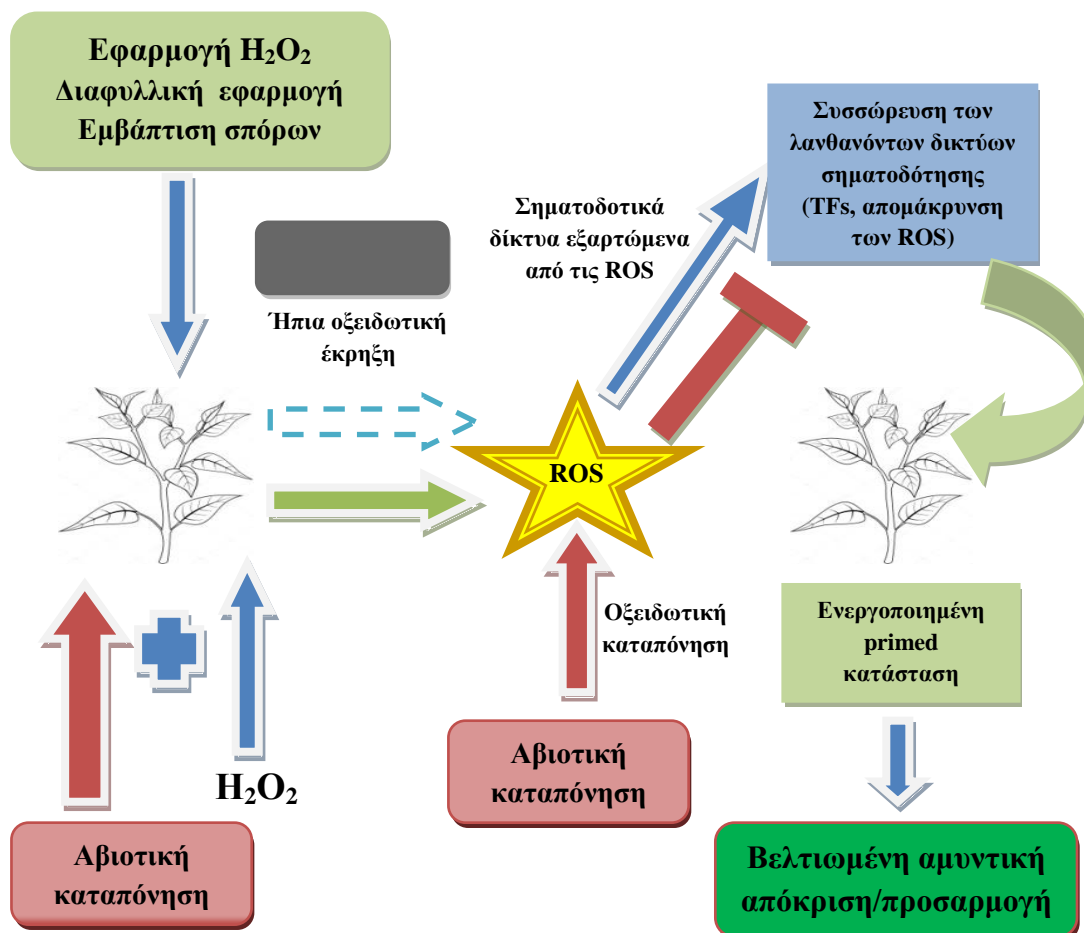 Εφαρμογή H₂O₂
Διαφυλλική εφαρμογή
Εμβάπτιση σπόρων
Συσσώρευση των
λανθανόντων δικτύων
σηματοδότησης
(TFs, απομάκρυνση
των ROS)
Σηματοδοτικά
δίκτυα εξαρτώμενα
από τις ROS
Ήπια οξειδωτική
έκρηξη
ROS
Οξειδωτική
καταπόνηση
Ενεργοποιημένη
primed
κατάσταση
H₂O₂
Αβιοτική
καταπόνηση
Αβιοτική
καταπόνηση
Βελτιωμένη αμυντική
απόκριση/προσαρμογή